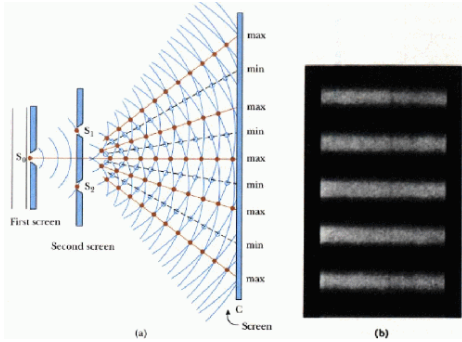 max
min
max
min
max
min
max
min
max
S0
S1
S2
First screen
Second screen
C
Screen
(a)
(b)